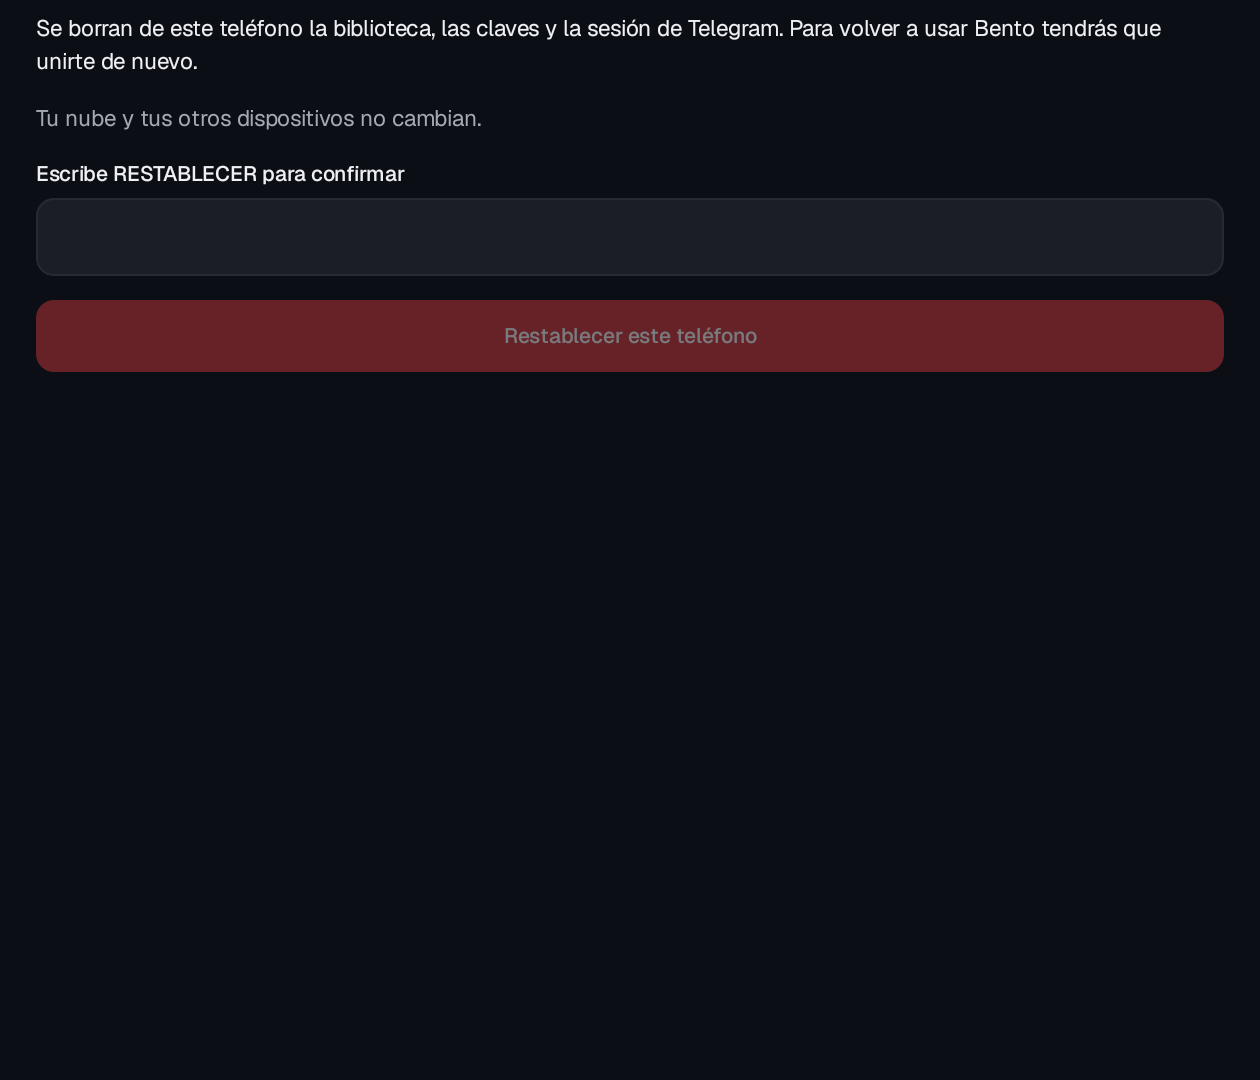 Se borran de este teléfono la biblioteca, las claves y la sesión de Telegram. Para volver a usar Bento tendrás que
unirte de nuevo.
Tu nube y tus otros dispositivos no cambian.
Escribe RESTABLECER para confirmar
Restablecer este teléfono